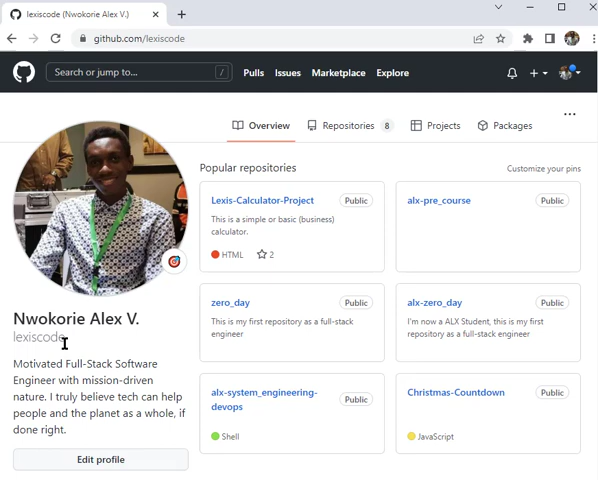 lexiscode (Nwokorie Alex V.)
github.com/lexiscode
Search or jump to...
/
Pulls Issues Marketplace Explore
Overview Repositories 8 Projects Packages
Popular repositories
Customize your pins
Lexis-Calculator-Project Public
This is a simple or basic (business)
calculator.
HTML 2
alx-pre_course Public
zero_day Public
This is my first repository as a full-stack
engineer
alx-zero_day Public
I'm now a ALX Student, this is my first
repository as a full-stack engineer
alx-system_engineering-
devops
Public
Shell
Christmas-Countdown Public
JavaScript
Nwokorie Alex V.
lexiscode
Motivated Full-Stack Software
Engineer with mission-driven
nature. I truly believe tech can help
people and the planet as a whole, if
done right.
Edit profile